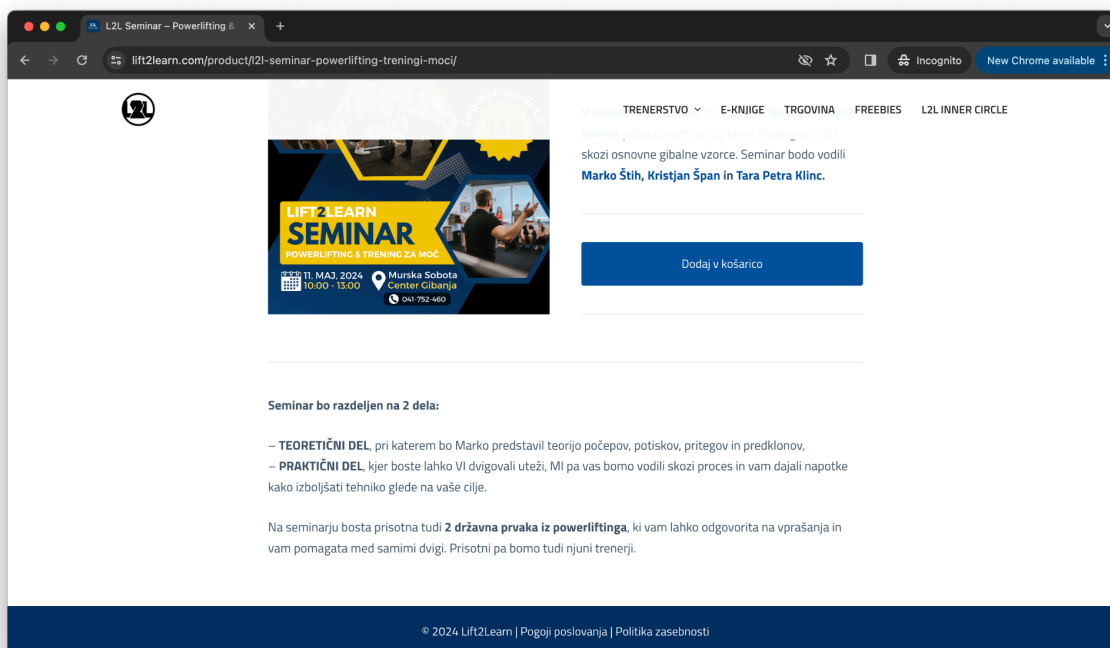 L2L Seminar – Powerlifting &
lift2learn.com/product/l2l-seminar-powerlifting-treningi-moci/
Incognito
New Chrome available
L2L
TRENERSTVO
E-KNJIGE
TRGOVINA
FREEBIES
L2L INNER CIRCLE
skozi osnovne gibalne vzorce. Seminar bodo vodili
Marko Štih, Kristjan Špan in Tara Petra Klinc.
LIFT2LEARN
SEMINAR
POWERLIFTING & TRENING ZA MOČ
11. MAJ, 2024
10:00 - 13:00
Murska Sobota
Center Gibanja
041-752-460
Dodaj v košarico
Seminar bo razdeljen na 2 dela:
– TEORETIČNI DEL, pri katerem bo Marko predstavil teorijo počepov, potiskov, pritegov in predklonov,
– PRAKTIČNI DEL, kjer boste lahko VI dvigovali uteži, MI pa vas bomo vodili skozi proces in vam dajali napotke
kako izboljšati tehniko glede na vaše cilje.
Na seminarju bosta prisotna tudi 2 državna prvaka iz powerliftinga, ki vam lahko odgovorita na vprašanja in
vam pomagata med samimi dvigi. Prisotni pa bomo tudi njuni trenerji.
© 2024 Lift2Learn | Pogoji poslovanja | Politika zasebnosti